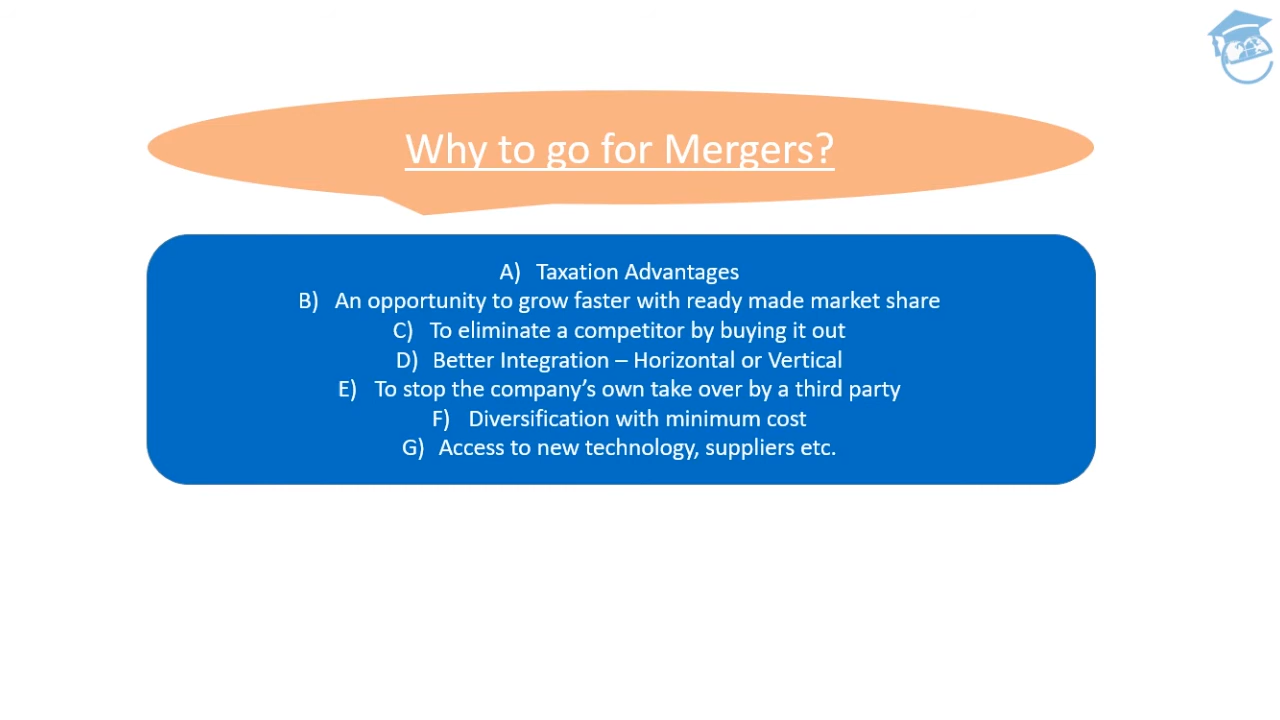 Why to go for Mergers?
A) Taxation Advantages
B) An opportunity to grow faster with ready made market share
C) To eliminate a competitor by buying it out
D) Better Integration – Horizontal or Vertical
E) To stop the company’s own take over by a third party
F) Diversification with minimum cost
G) Access to new technology, suppliers etc.